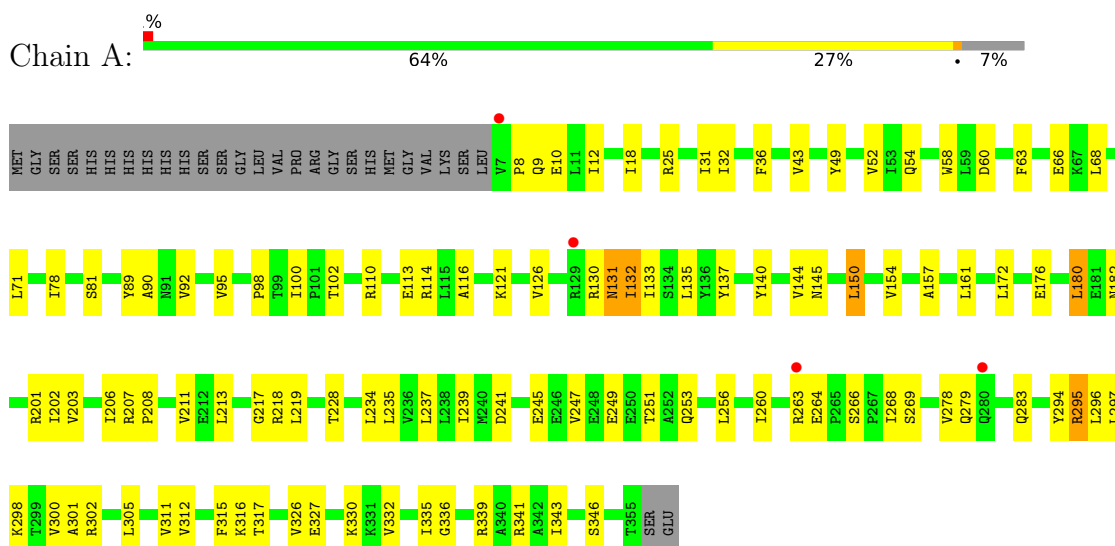 %
Chain A:
64% 27% • 7%
MET GLY SER SER HIS HIS HIS HIS HIS HIS SER SER GLY LEU VAL PRO ARG GLY SER HIS MET GLY VAL LYS SER LEU V7 P8 Q9 E10 L11 I12 I18 R25 I31 I32 F36 V43 Y49 V52 I53 Q54 W58 L59 D60 F63 E66 K67 L68
L71 I78 S81 Y89 A90 N91 V92 V95 P98 T99 I100 P101 T102 R110 E113 R114 L115 A116 K121 V126 R129 R130 N131 I132 I133 S134 L135 Y136 Y137 Y140 V144 N145 L150 V154 A157 L161 L172 E176 L180 E181
R201 I202 V203 I206 R207 P208 V211 E212 L213 G217 R218 L219 T228 L234 L235 V236 L237 L238 I239 M240 D241 E245 E246 V247 E248 E249 E250 T251 A252 Q253 L256 I260 R263 E264 P265 S266 P267 I268 S269 V278 Q279 Q280 Q283 Y294 R295 L296
K298 T299 V300 A301 R302 L305 V311 V312 F315 K316 T317 V326 E327 K330 K331 V332 I335 G336 R339 A340 R341 A342 I343 S346 T355 SER GLU